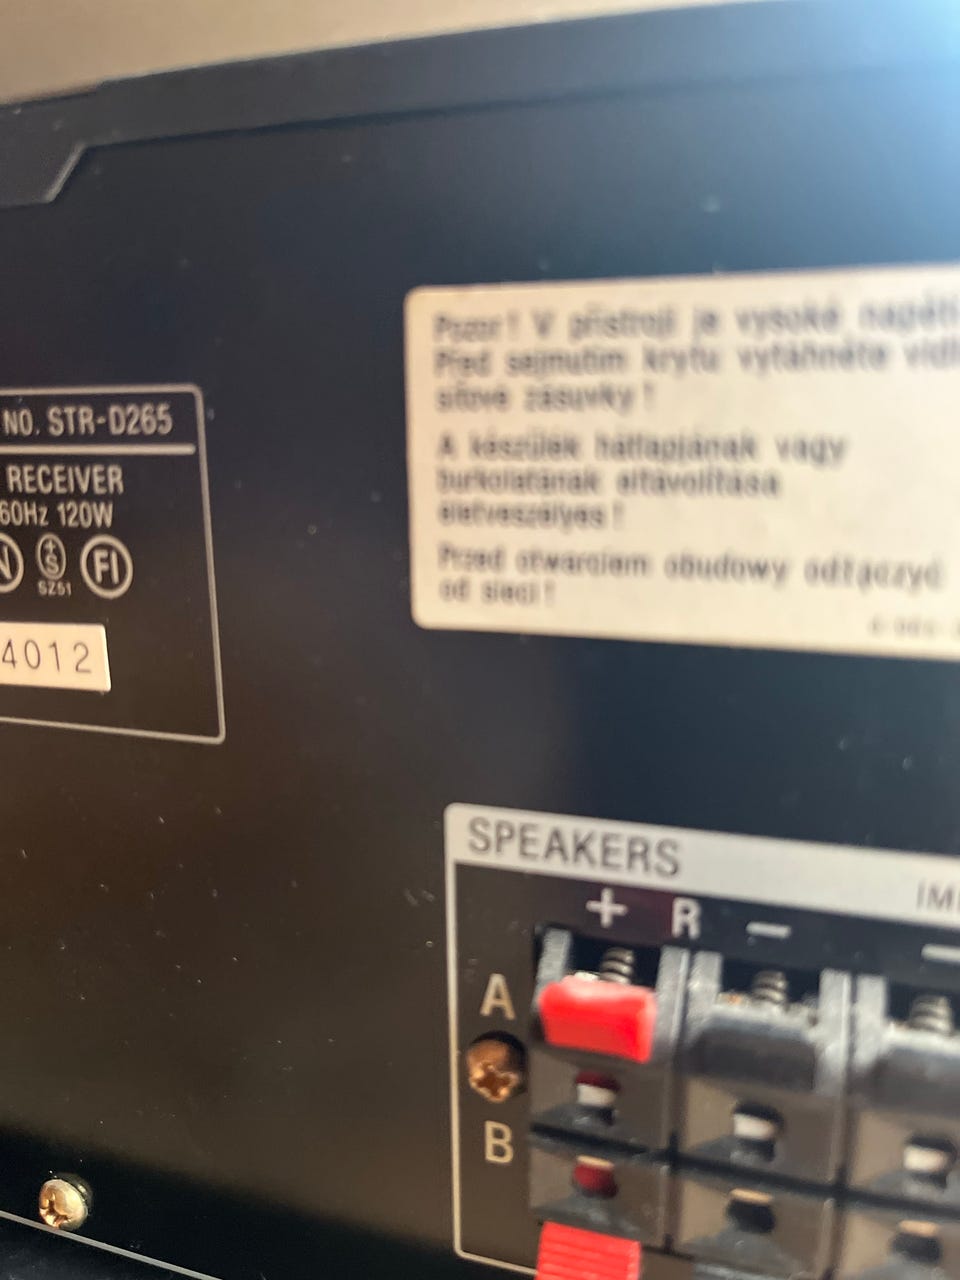 NO. STR-D265
RECEIVER
60Hz 120W
N
+S
SZ51
FI
4012
Pozor! V přístroji je vysoké napětí
Před sejmutím krytu vytáhněte
síťové zásuvky!
A készülék hátlapjának vagy
burkolatának eltávolítása
életveszélyes!
Przed otwarciem obudowy odłączyć
od sieci!
SPEAKERS
+ R −
−
A
B